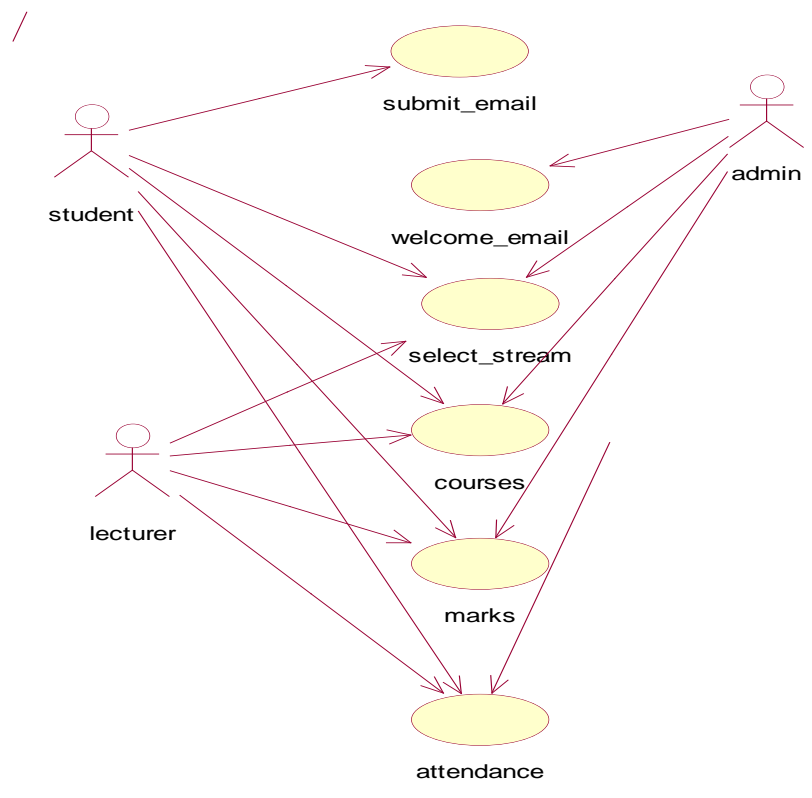 submit_email
admin
student
welcome_email
select_stream
courses
lecturer
marks
attendance